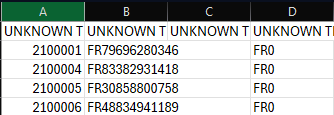 A B C D
UNKNOWN T UNKNOWN T UNKNOWN T UNKNOWN T
2100001 FR79696280346 FR0
2100004 FR83382931418 FR0
2100005 FR30858800758 FR0
2100006 FR48834941189 FR0